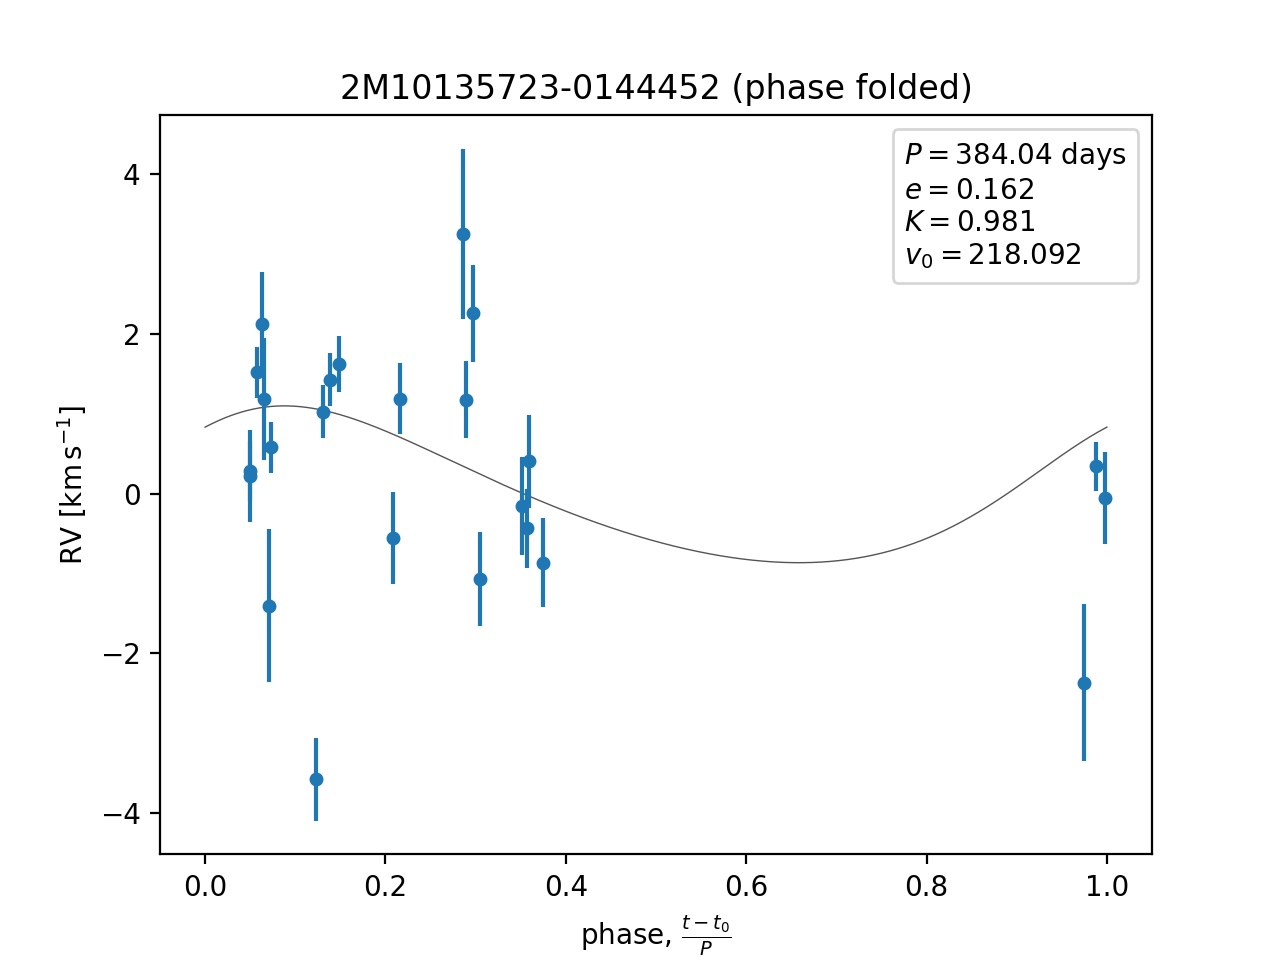 2M10135723-0144452 (phase folded)
P = 384.04 days
e = 0.162
K = 0.981
v₀ = 218.092
4
2
0
−2
−4
RV [km s⁻¹]
0.0 0.2 0.4 0.6 0.8 1.0
phase, (t − t₀)/P